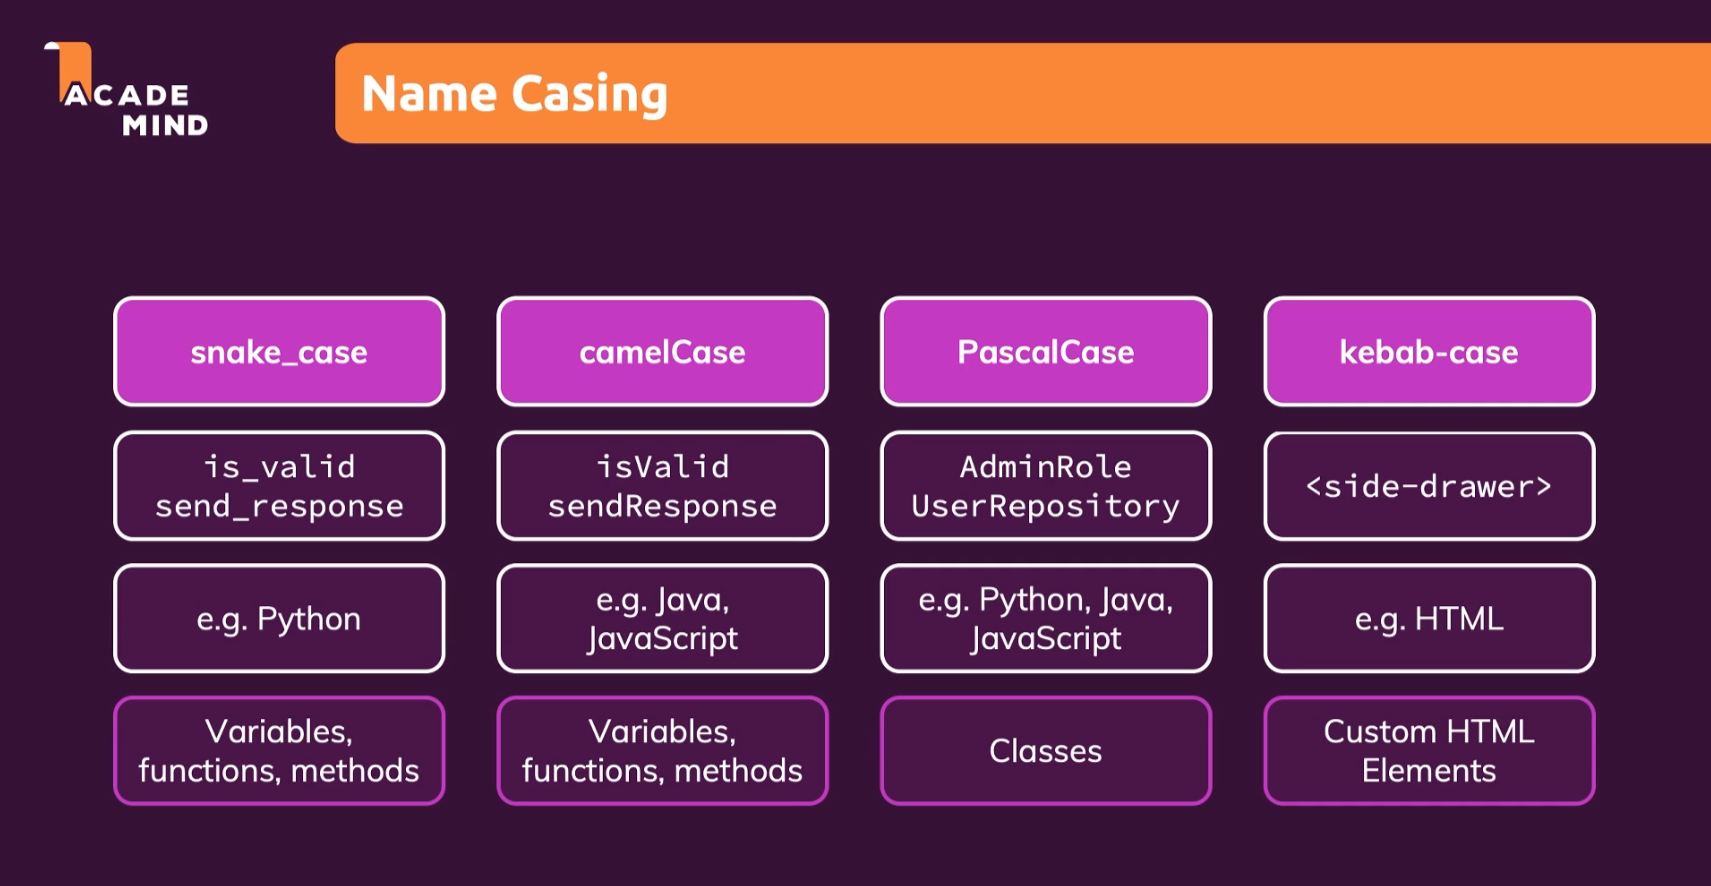 ACADE
MIND
Name Casing
snake_case
camelCase
PascalCase
kebab-case
is_valid
send_response
isValid
sendResponse
AdminRole
UserRepository
<side-drawer>
e.g. Python
e.g. Java,
JavaScript
e.g. Python, Java,
JavaScript
e.g. HTML
Variables,
functions, methods
Variables,
functions, methods
Classes
Custom HTML
Elements